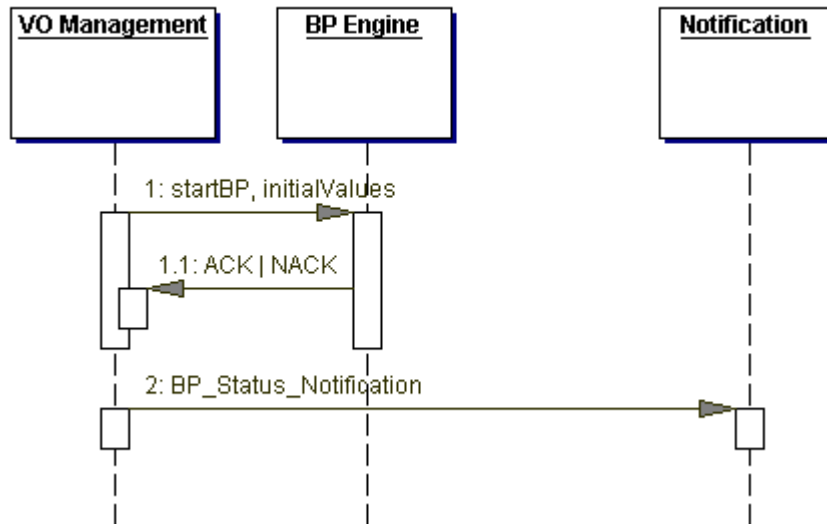 VO Management
BP Engine
Notification
1: startBP, initialValues
1.1: ACK | NACK
2: BP_Status_Notification